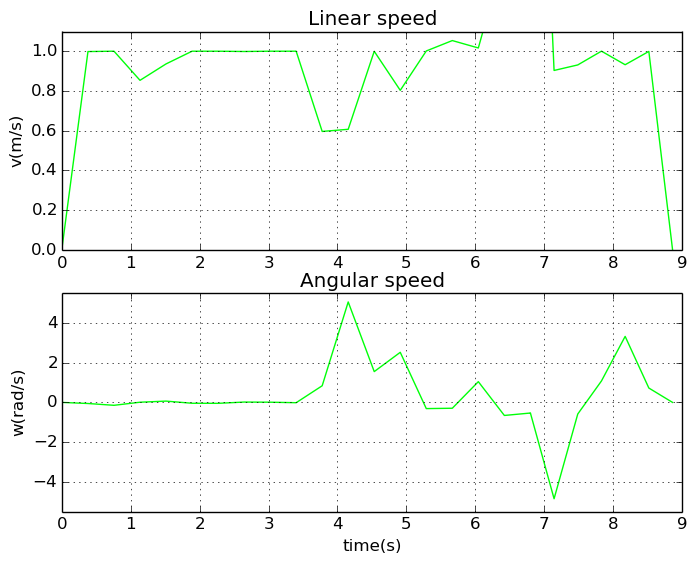 Linear speed
1.0
0.8
0.6
0.4
0.2
0.0
v(m/s)
0 1 2 3 4 5 6 7 8 9
Angular speed
4
2
0
−2
−4
w(rad/s)
0 1 2 3 4 5 6 7 8 9
time(s)